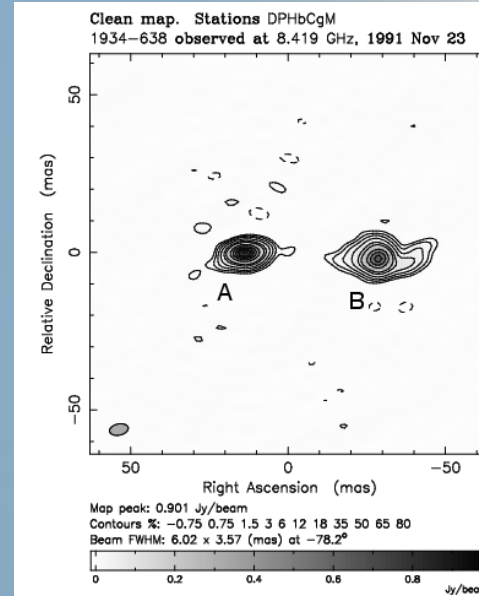 Clean map. Stations DPHbCgM
1934−638 observed at 8.419 GHz, 1991 Nov 23
Relative Declination (mas)
50
0
−50
A
B
50
0
−50
Right Ascension (mas)
Map peak: 0.901 Jy/beam
Contours %: −0.75 0.75 1.5 3 6 12 18 35 50 65 80
Beam FWHM: 6.02 x 3.57 (mas) at −78.2°
0 0.2 0.4 0.6 0.8